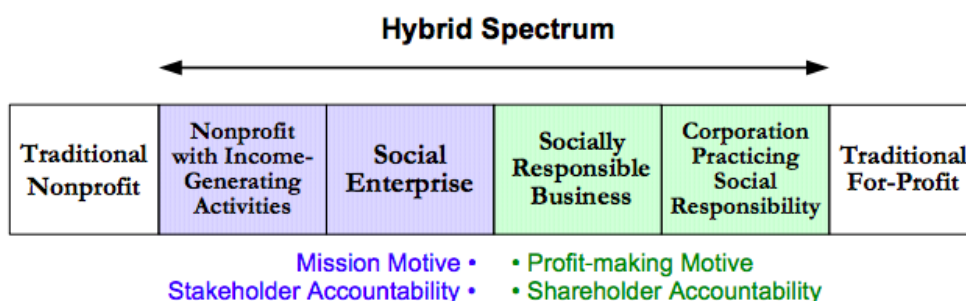 Hybrid Spectrum
Traditional
Nonprofit
Nonprofit
with Income-
Generating
Activities
Social
Enterprise
Socially
Responsible
Business
Corporation
Practicing
Social
Responsibility
Traditional
For-Profit
Mission Motive •
Stakeholder Accountability •
• Profit-making Motive
• Shareholder Accountability